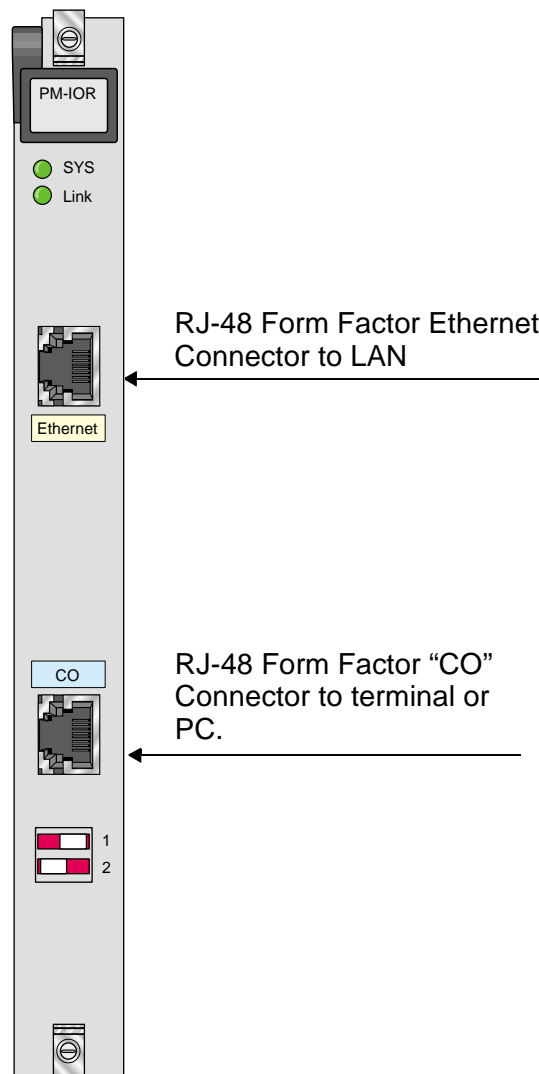 PM-IOR
SYS
Link
RJ-48 Form Factor Ethernet
Connector to LAN
Ethernet
CO
RJ-48 Form Factor “CO”
Connector to terminal or
PC.
1
2